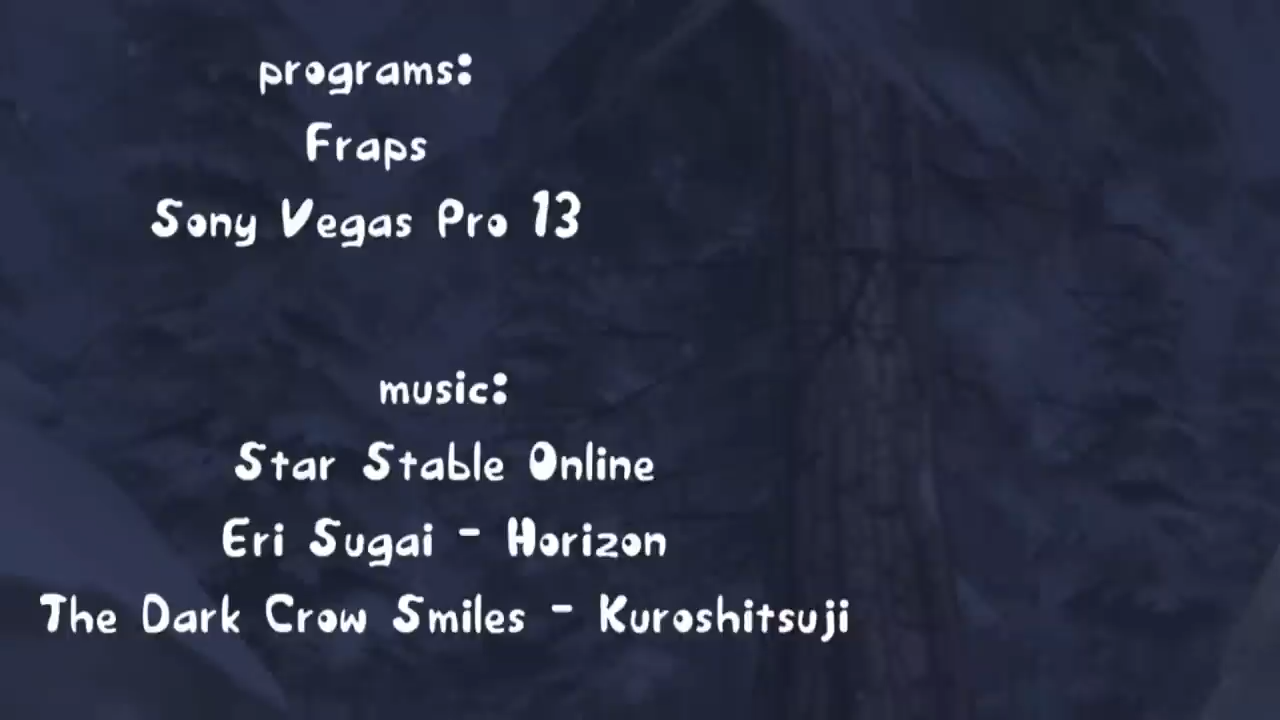 programs:
Fraps
Sony Vegas Pro 13
music:
Star Stable Online
Eri Sugai - Horizon
The Dark Crow Smiles - Kuroshitsuji